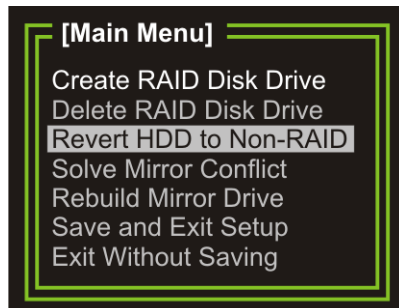 [Main Menu]
Create RAID Disk Drive
Delete RAID Disk Drive
Revert HDD to Non-RAID
Solve Mirror Conflict
Rebuild Mirror Drive
Save and Exit Setup
Exit Without Saving